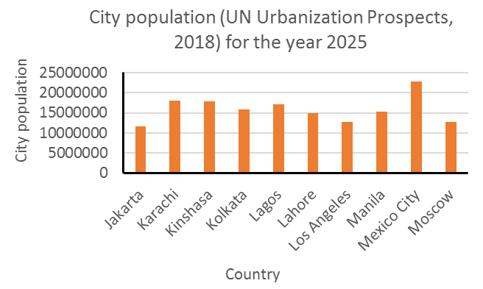 City population (UN Urbanization Prospects,
2018) for the year 2025
City population
25000000
20000000
15000000
10000000
5000000
0
Jakarta
Karachi
Kinshasa
Kolkata
Lagos
Lahore
Los Angeles
Manila
Mexico City
Moscow
Country